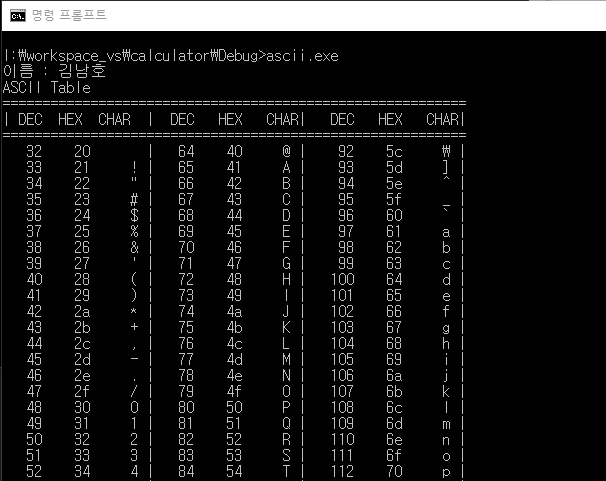 명령 프롬프트
I:\workspace_vs\calculator\Debug>ascii.exe
이름 : 김남호
ASCII Table
==========================================================
| DEC  HEX  CHAR  |  DEC  HEX  CHAR|  DEC  HEX  CHAR|
==========================================================
32 20   | 64 40 @ | 92 5c ₩ |
33 21 ! | 65 41 A | 93 5d ] |
34 22 " | 66 42 B | 94 5e ^ |
35 23 # | 67 43 C | 95 5f _ |
36 24 $ | 68 44 D | 96 60 ` |
37 25 % | 69 45 E | 97 61 a |
38 26 & | 70 46 F | 98 62 b |
39 27 ' | 71 47 G | 99 63 c |
40 28 ( | 72 48 H | 100 64 d |
41 29 ) | 73 49 I | 101 65 e |
42 2a * | 74 4a J | 102 66 f |
43 2b + | 75 4b K | 103 67 g |
44 2c , | 76 4c L | 104 68 h |
45 2d - | 77 4d M | 105 69 i |
46 2e . | 78 4e N | 106 6a j |
47 2f / | 79 4f O | 107 6b k |
48 30 0 | 80 50 P | 108 6c l |
49 31 1 | 81 51 Q | 109 6d m |
50 32 2 | 82 52 R | 110 6e n |
51 33 3 | 83 53 S | 111 6f o |
52 34 4 | 84 54 T | 112 70 p |